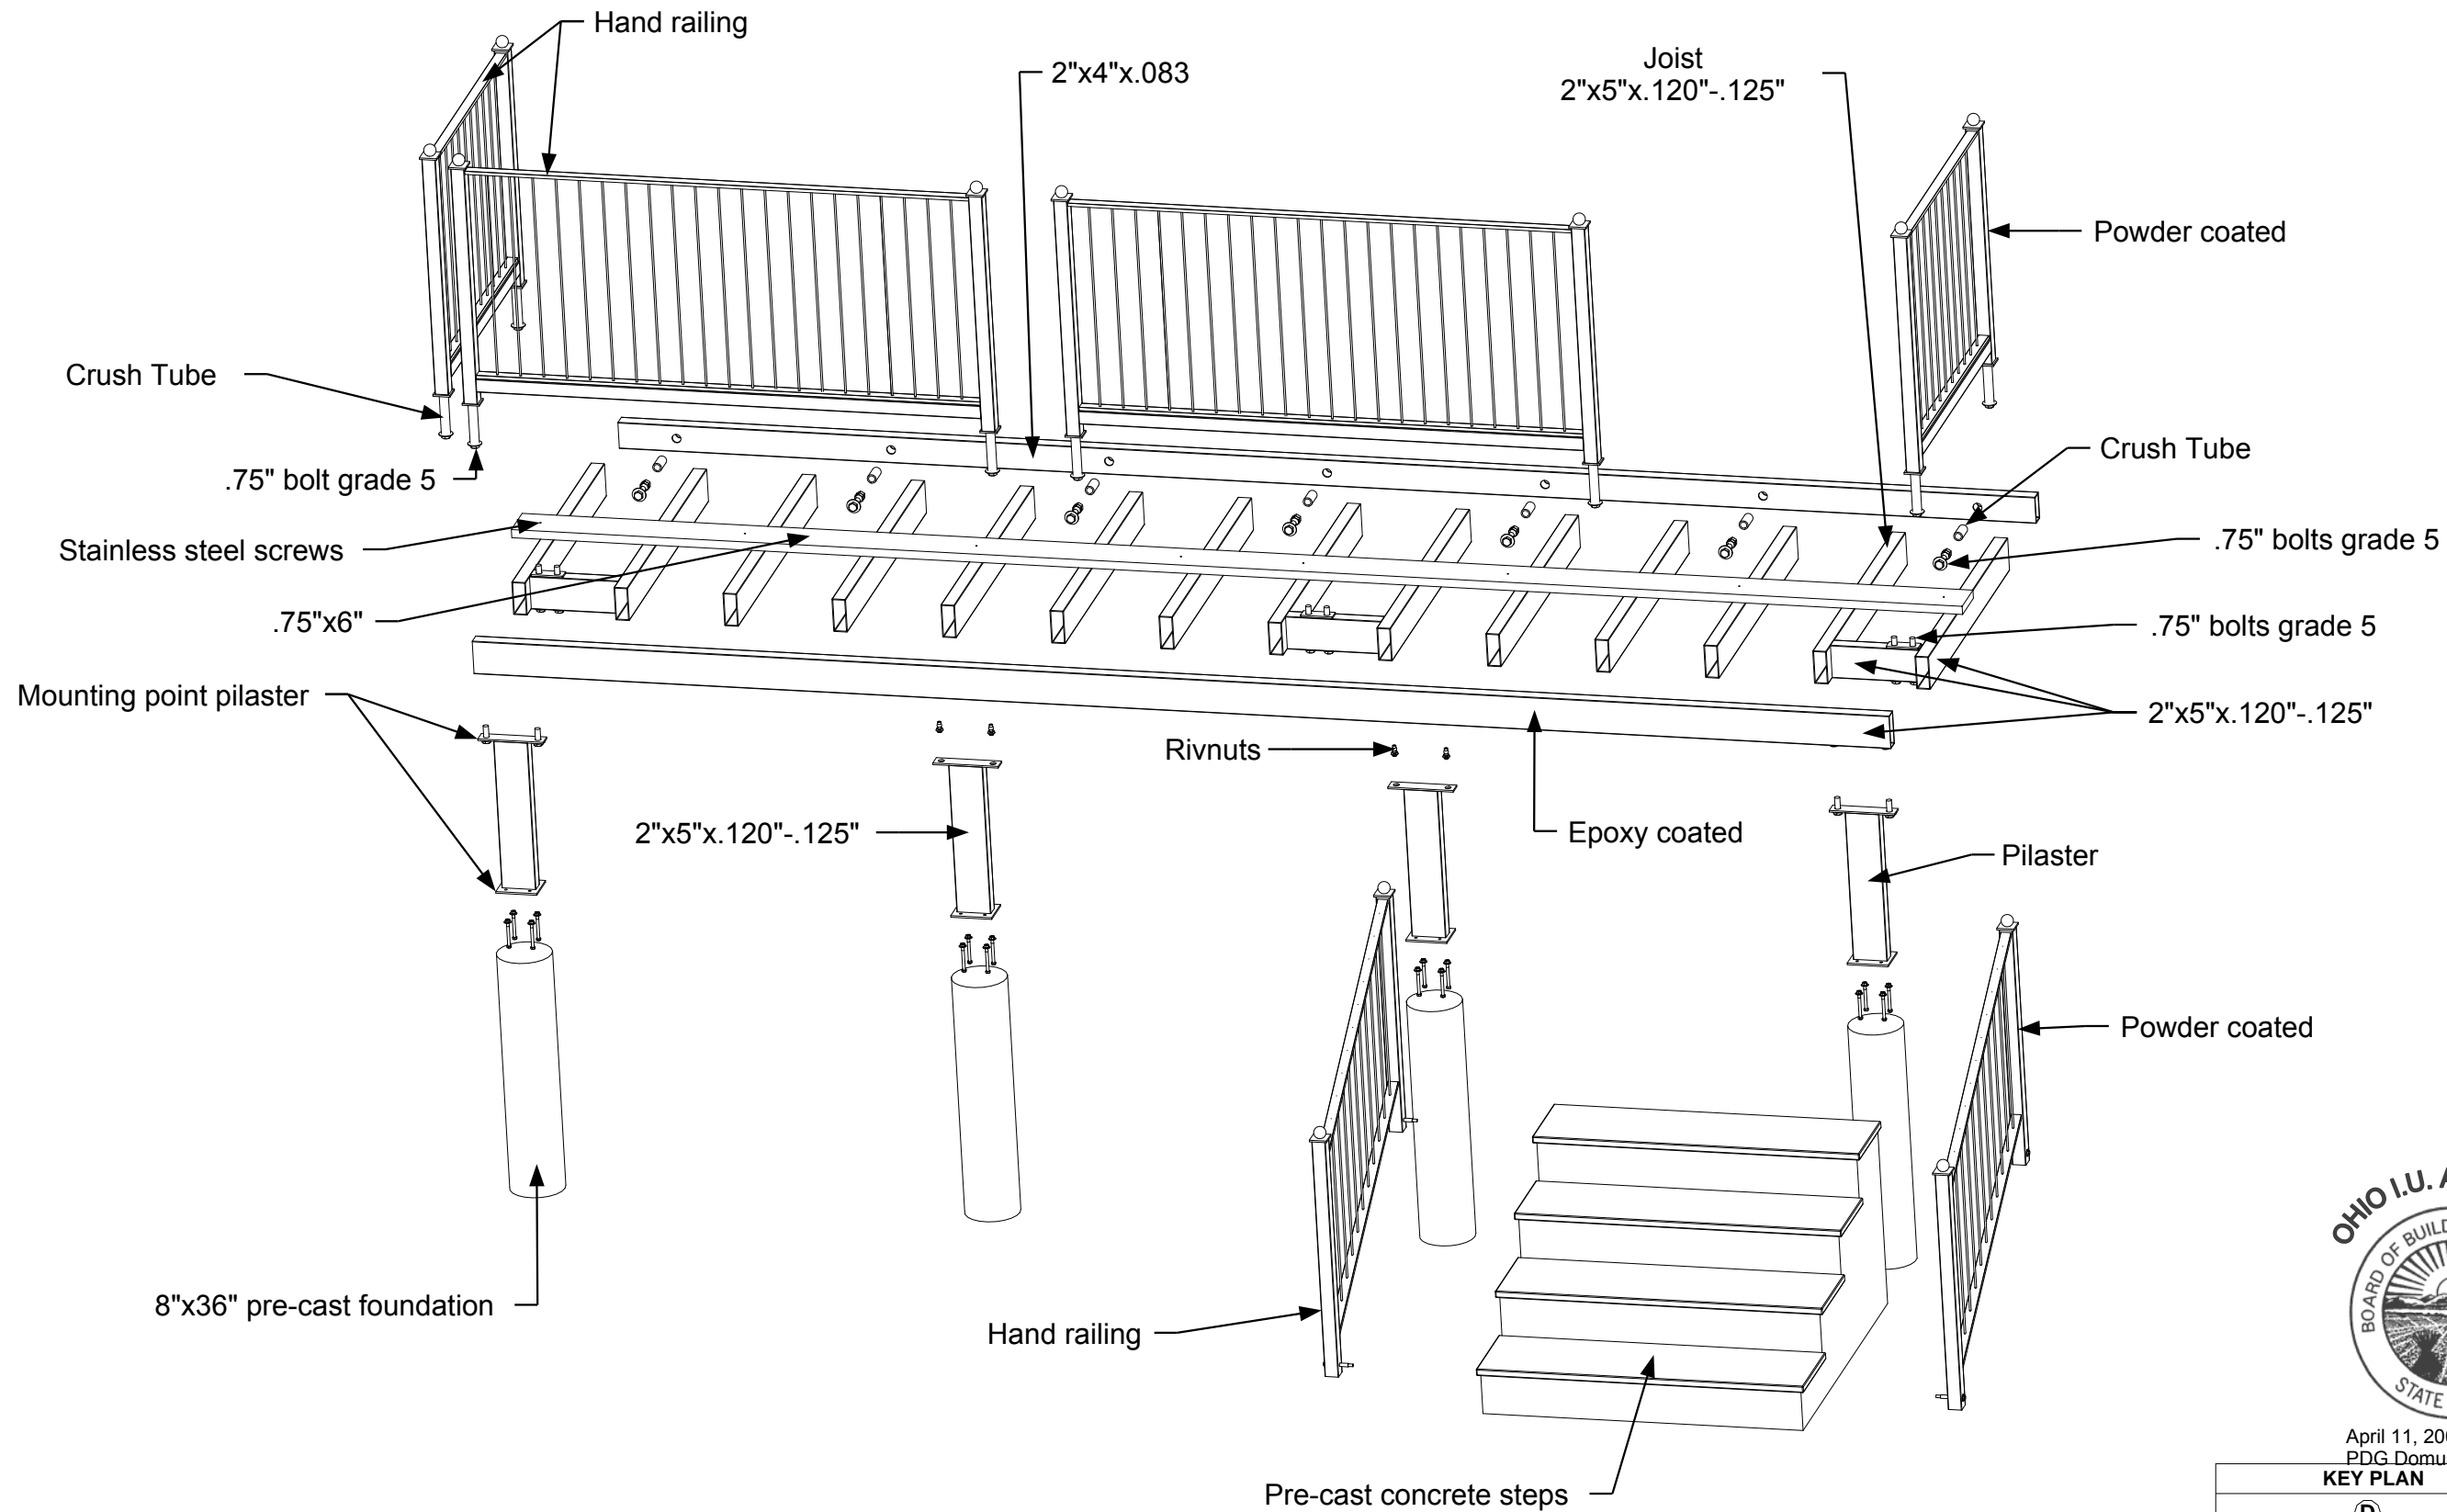 Hand railing
2"x4"x.083
Joist
2"x5"x.120"-.125"
Powder coated
Crush Tube
Crush Tube
.75" bolt grade 5
.75" bolts grade 5
Stainless steel screws
.75"x6"
.75" bolts grade 5
Mounting point pilaster
2"x5"x.120"-.125"
Rivnuts
2"x5"x.120"-.125"
Epoxy coated
Pilaster
Powder coated
8"x36" pre-cast foundation
Hand railing
Pre-cast concrete steps
OHIO I.U.
BOARD OF
STATE
April 11,
PDG
KEY PLAN
D